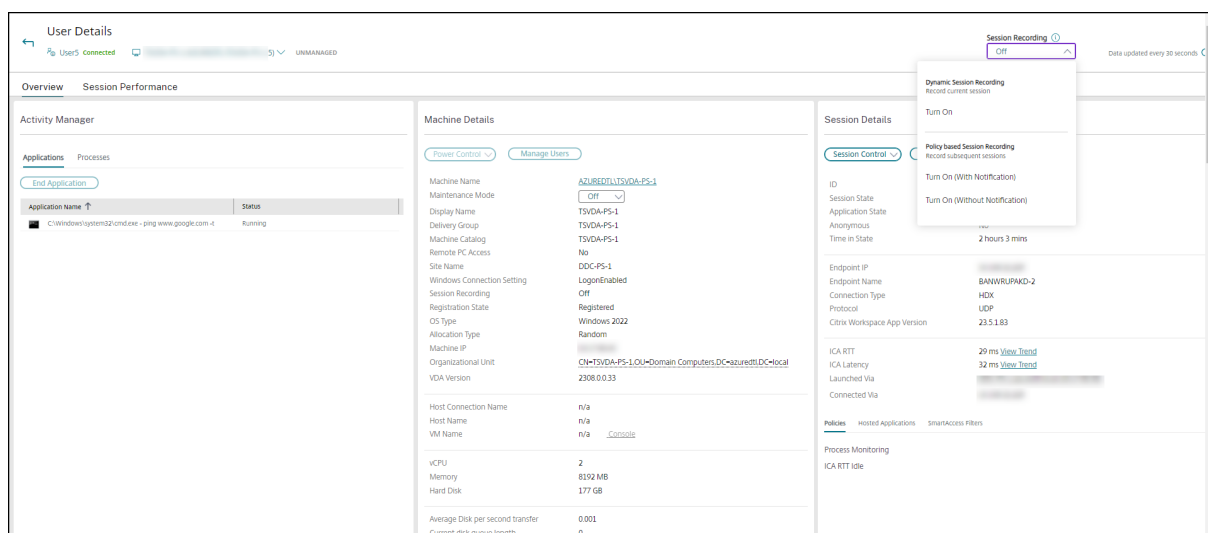 User Details
User5 Connected 5) UNMANAGED
Session Recording
Off
Data updated every 30 seconds
Overview Session Performance
Dynamic Session Recording
Record current session
Turn On
Policy based Session Recording
Record subsequent sessions
Turn On (With Notification)
Turn On (Without Notification)
Activity Manager
Applications Processes
End Application
Application Name Status
C:\Windows\system32\cmd.exe - ping www.google.com -t Running
Machine Details
Power Control Manage Users
Machine Name AZUREDTL\TSVDA-PS-1
Maintenance Mode Off
Display Name TSVDA-PS-1
Delivery Group TSVDA-PS-1
Machine Catalog TSVDA-PS-1
Remote PC Access No
Site Name DDC-PS-1
Windows Connection Setting LogonEnabled
Session Recording Off
Registration State Registered
OS Type Windows 2022
Allocation Type Random
Machine IP
Organizational Unit CN=TSVDA-PS-1,OU=Domain Computers,DC=azuredtl,DC=local
VDA Version 2308.0.0.33
Host Connection Name n/a
Host Name n/a
VM Name n/a Console
vCPU 2
Memory 8192 MB
Hard Disk 177 GB
Average Disk per second transfer 0.001
Current disk queue length 0
Session Details
Session Control
ID
Session State
Application State
Anonymous No
Time in State 2 hours 3 mins
Endpoint IP
Endpoint Name BANWRUPAKD-2
Connection Type HDX
Protocol UDP
Citrix Workspace App Version 23.5.1.83
ICA RTT 29 ms View Trend
ICA Latency 32 ms View Trend
Launched Via
Connected Via
Policies Hosted Applications SmartAccess Filters
Process Monitoring
ICA RTT Idle